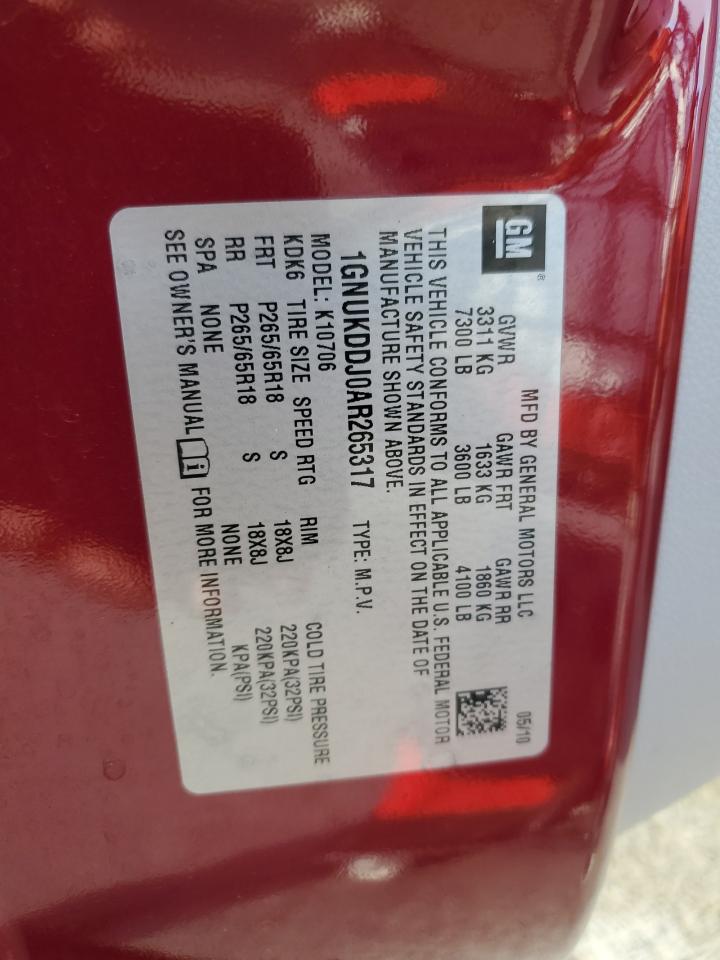 GM®
MFD BY GENERAL MOTORS LLC 05/10
GVWR GAWR FRT GAWR RR
3311 KG 1633 KG 1860 KG
7300 LB 3600 LB 4100 LB
THIS VEHICLE CONFORMS TO ALL APPLICABLE U.S. FEDERAL MOTOR
VEHICLE SAFETY STANDARDS IN EFFECT ON THE DATE OF
MANUFACTURE SHOWN ABOVE.
1GNUKDDJ0AR265317 TYPE: M.P.V.
MODEL: K10706
KDK6 TIRE SIZE SPEED RTG RIM COLD TIRE PRESSURE
FRT P265/65R18 S 18X8J 220KPA(32PSI)
RR P265/65R18 S 18X8J 220KPA(32PSI)
SPA NONE NONE KPA(PSI)
SEE OWNER'S MANUAL FOR MORE INFORMATION.